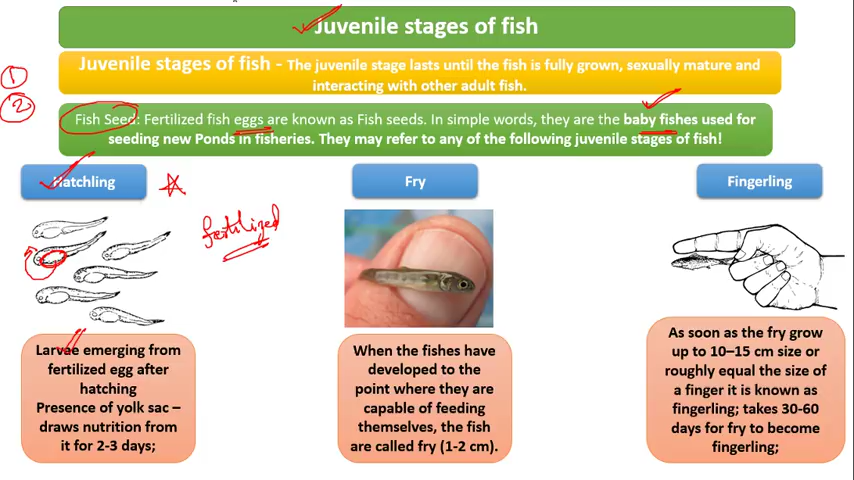 Juvenile stages of fish
Juvenile stages of fish - The juvenile stage lasts until the fish is fully grown, sexually mature and
interacting with other adult fish.
1
2
Fish Seed: Fertilized fish eggs are known as Fish seeds. In simple words, they are the baby fishes used for
seeding new Ponds in fisheries. They may refer to any of the following juvenile stages of fish!
Hatchling
Fry
Fingerling
fertilized
Larvae emerging from
fertilized egg after
hatching
Presence of yolk sac –
draws nutrition from
it for 2-3 days;
When the fishes have
developed to the
point where they are
capable of feeding
themselves, the fish
are called fry (1-2 cm).
As soon as the fry grow
up to 10–15 cm size or
roughly equal the size of
a finger it is known as
fingerling; takes 30-60
days for fry to become
fingerling;